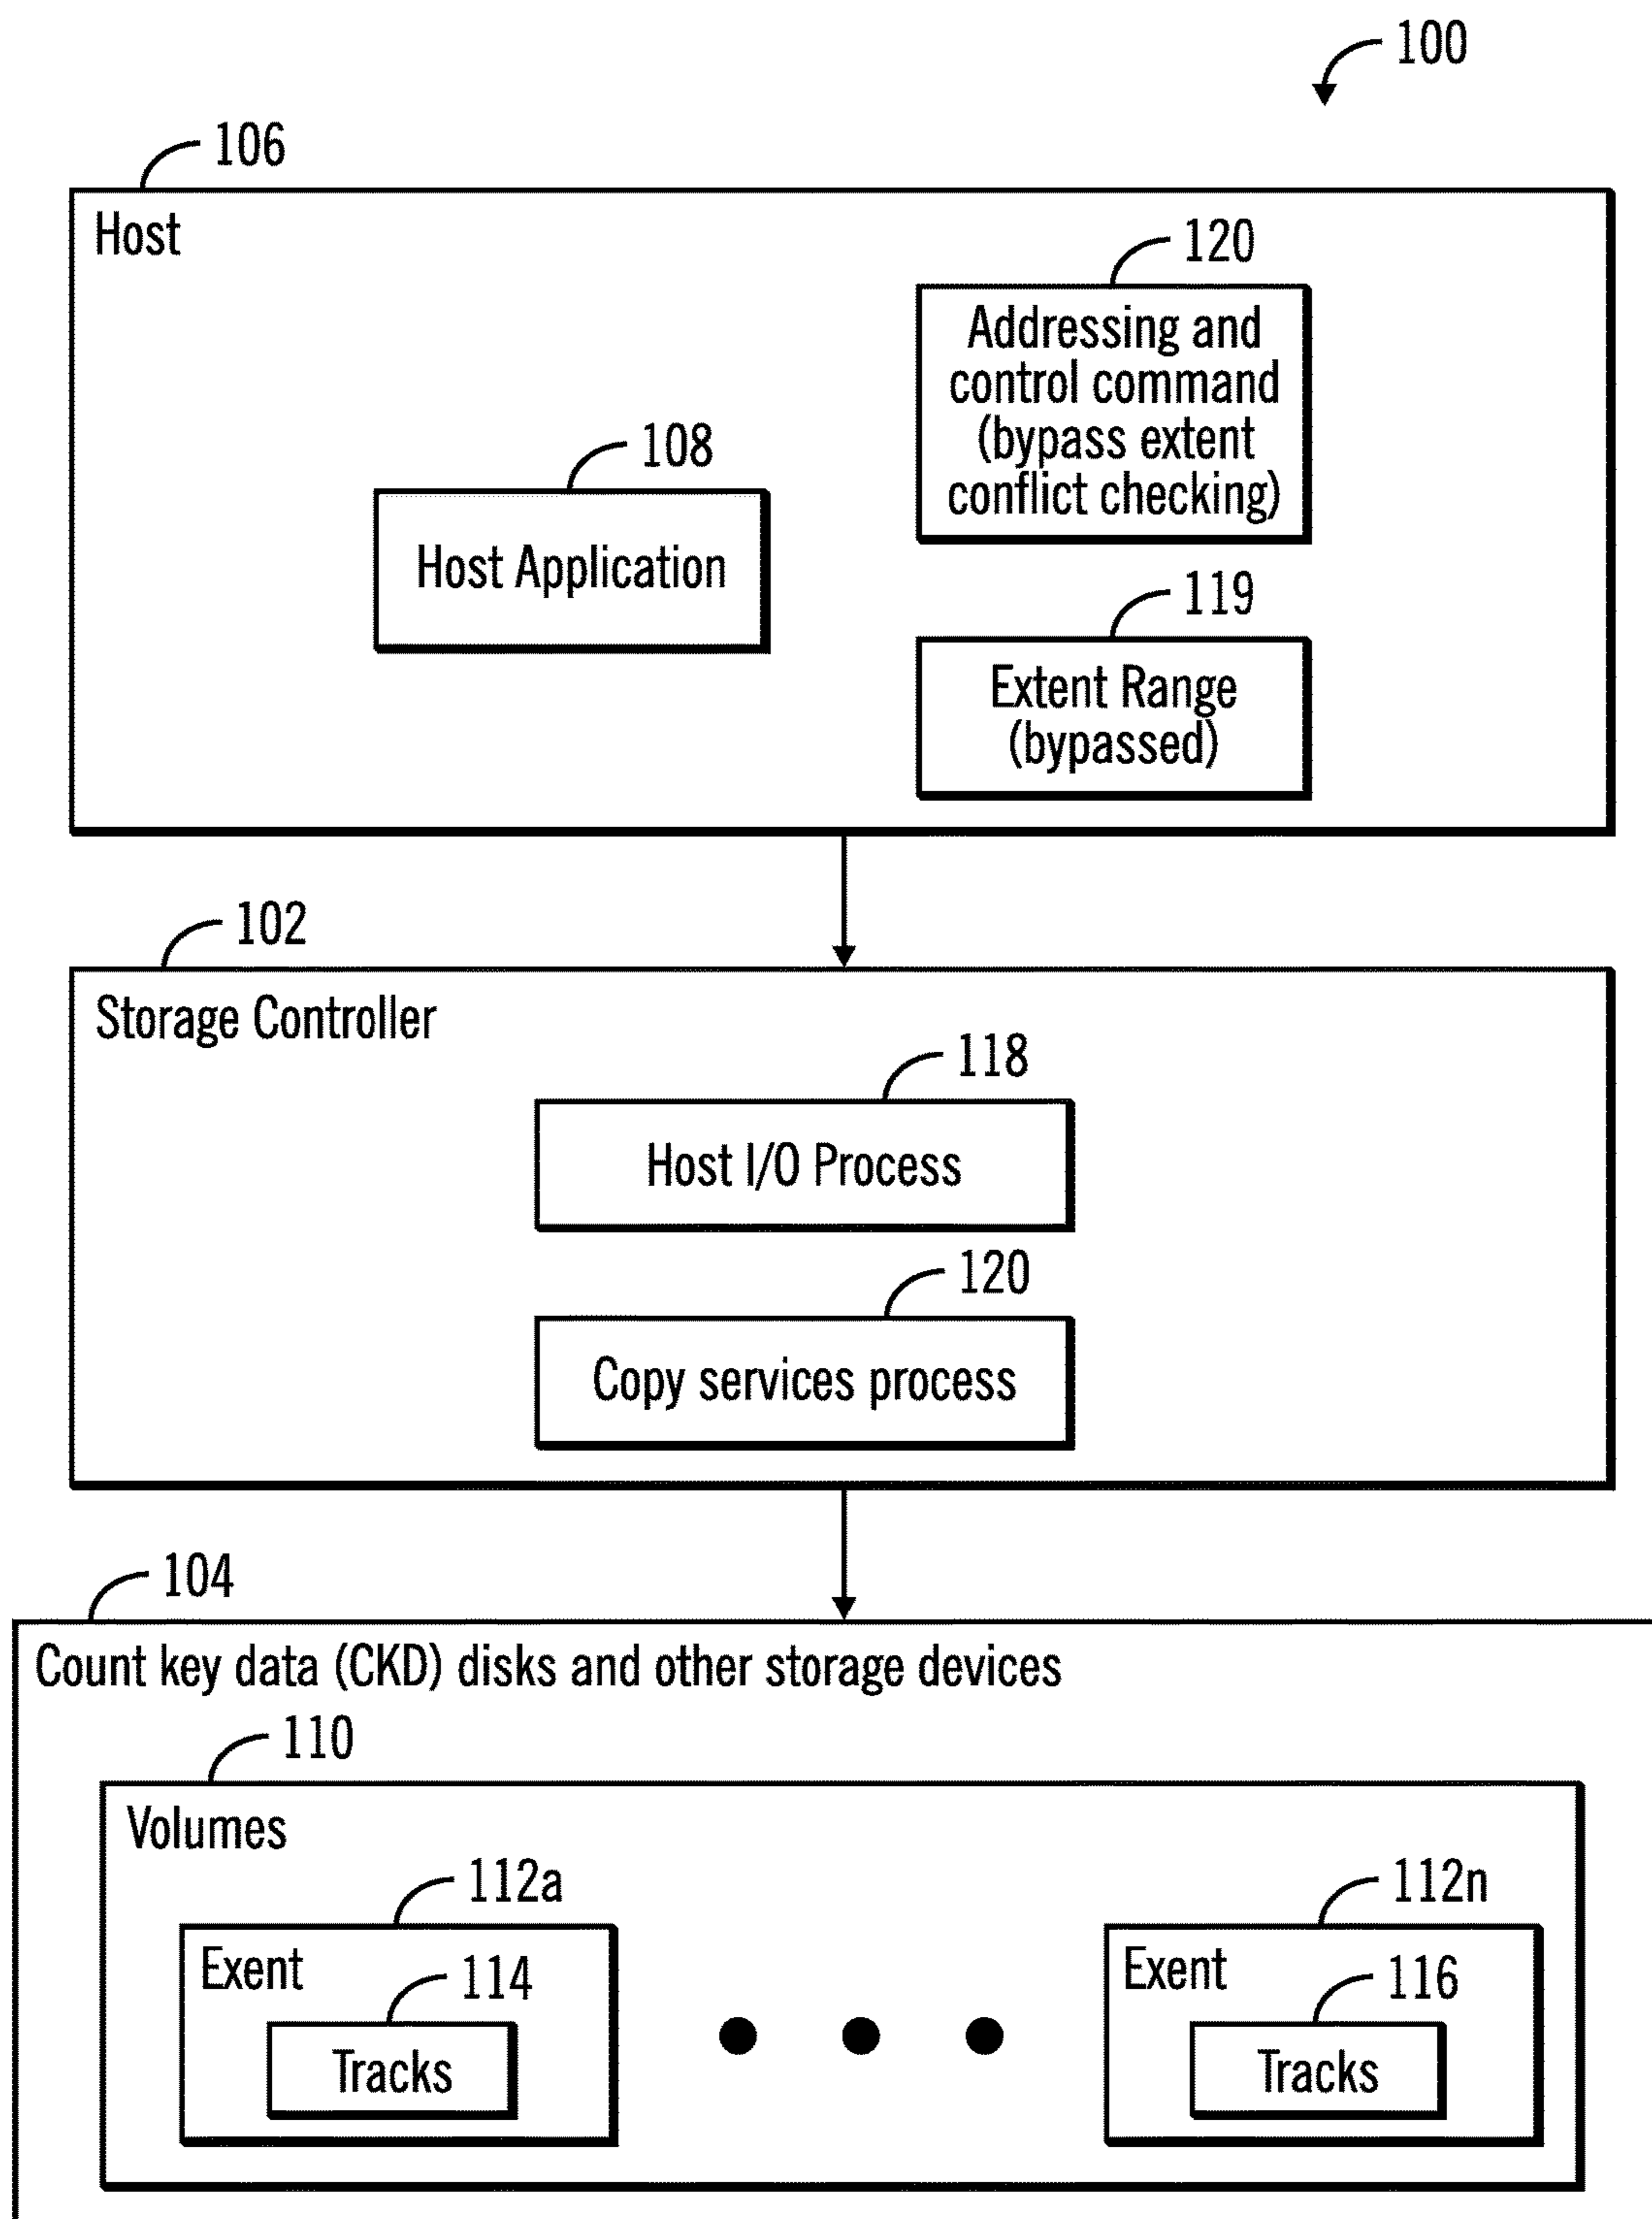 100
106
Host
120
Addressing and
control command
(bypass extent
conflict checking)
108
Host Application
119
Extent Range
(bypassed)
102
Storage Controller
118
Host I/O Process
120
Copy services process
104
Count key data (CKD) disks and other storage devices
110
Volumes
112a
Exent
114
Tracks
112n
Exent
116
Tracks